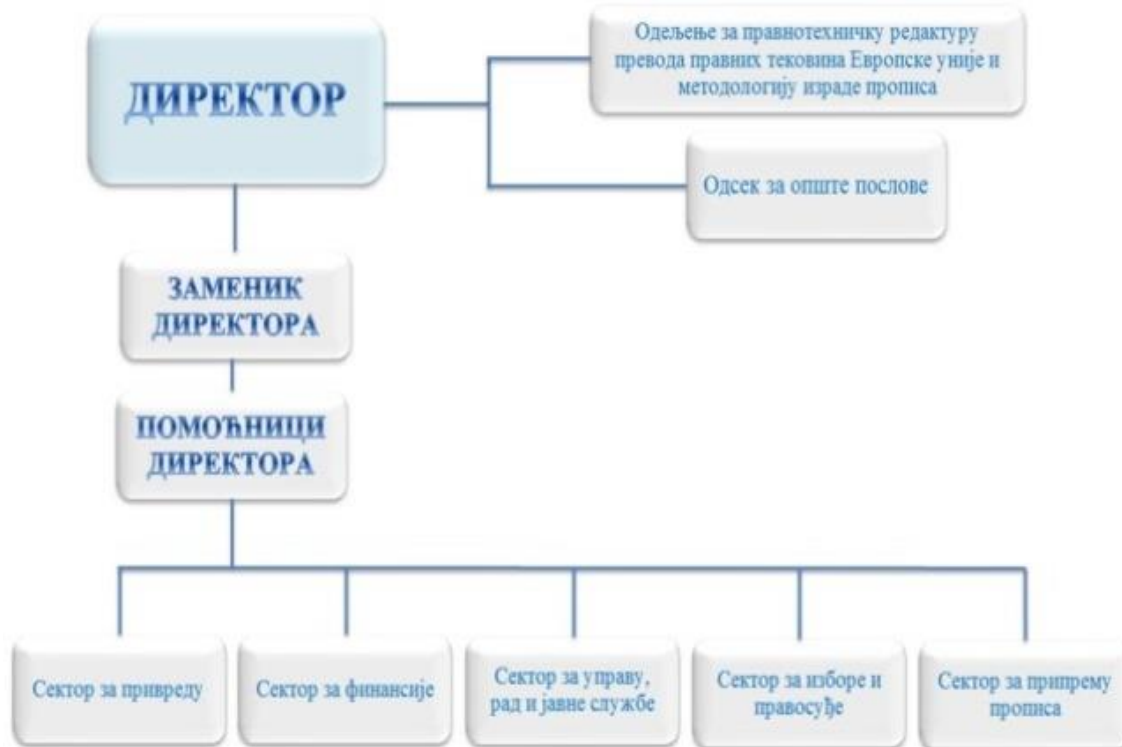 ДИРЕКТОР
Одељење за правнотехничку редактуру
превода правних тековина Европске уније и
методологију израде прописа
Одсек за опште послове
ЗАМЕНИК
ДИРЕКТОРА
ПОМОЋНИЦИ
ДИРЕКТОРА
Сектор за привреду
Сектор за финансије
Сектор за управу,
рад и јавне службе
Сектор за изборе и
правосуђе
Сектор за припрему
прописа